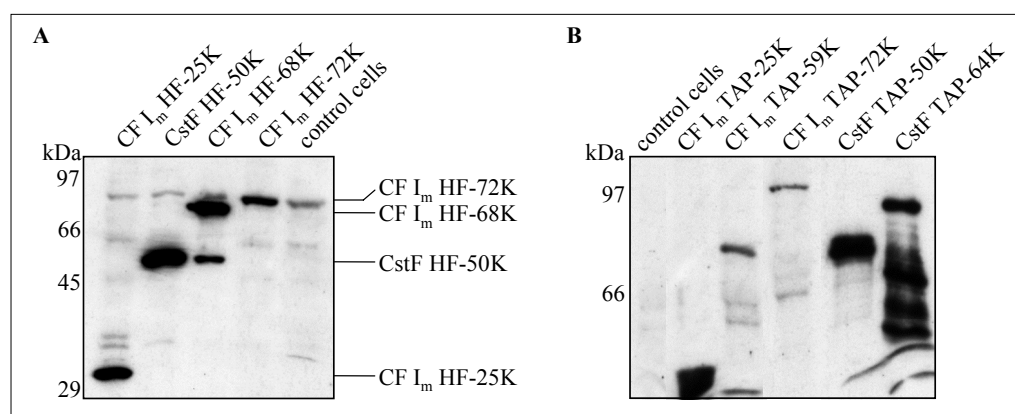 A
CF Im HF-25K
CstF HF-50K
CF Im HF-68K
CF Im HF-72K
control cells
kDa
97
66
45
29
CF Im HF-72K
CF Im HF-68K
CstF HF-50K
CF Im HF-25K
B
control cells
CF Im TAP-25K
CF Im TAP-59K
CF Im TAP-72K
CstF TAP-50K
CstF TAP-64K
kDa
97
66